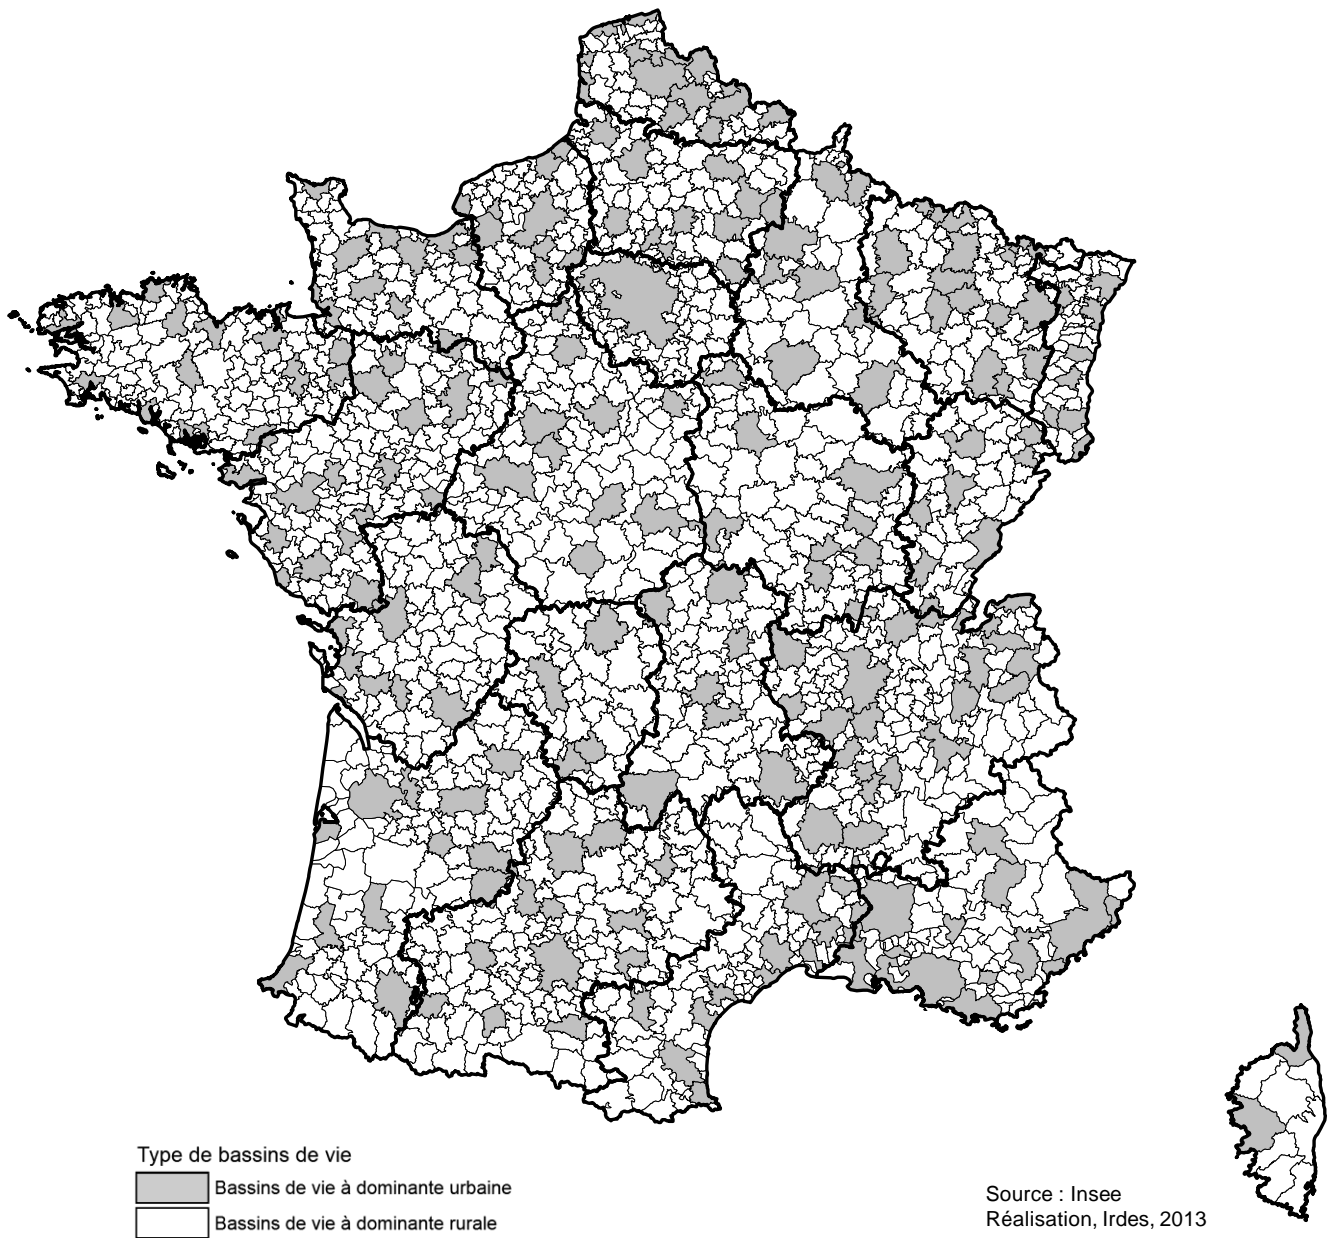 Type de bassins de vie
Bassins de vie à dominante urbaine
Bassins de vie à dominante rurale
Source : Insee
Réalisation, Irdes, 2013